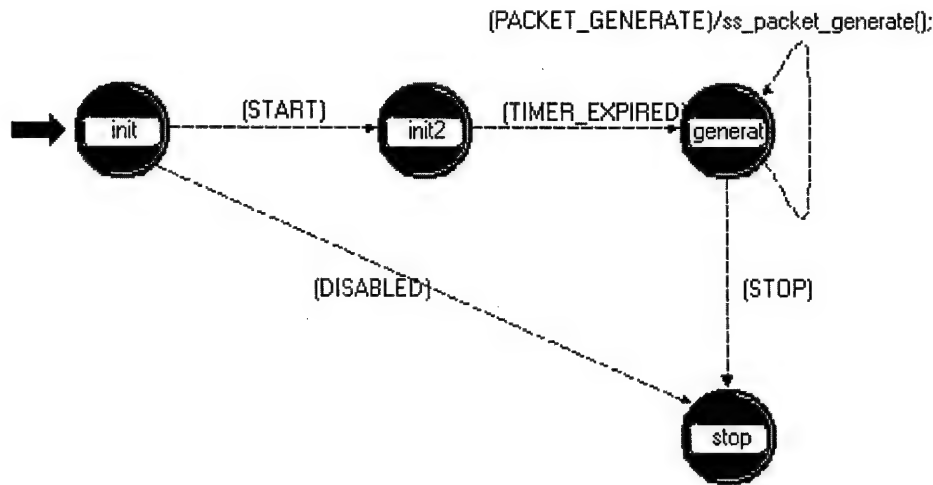 (PACKET_GENERATE)/ss_packet_generate();
init
(START)
init2
(TIMER_EXPIRED)
generat
(DISABLED)
(STOP)
stop